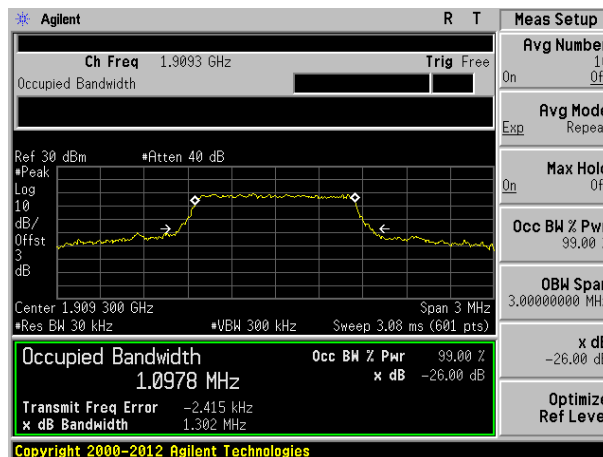 Agilent R T
Meas Setup
Ch Freq 1.9093 GHz Trig Free
Occupied Bandwidth
Avg Number
On
Avg Mode
Exp
Ref 30 dBm #Atten 40 dB
#Peak
Log
10
dB/
Offst
3
dB
Max Hold
On
Occ BW % Pwr
99.00
OBW Span
3.00000000
Center 1.909 300 GHz Span 3 MHz
#Res BW 30 kHz #VBW 300 kHz Sweep 3.08 ms (601 pts)
x dB
-26.00 dB
Occupied Bandwidth Occ BW % Pwr 99.00 %
1.0978 MHz x dB -26.00 dB
Transmit Freq Error -2.415 kHz
x dB Bandwidth 1.302 MHz
Optimize
Ref Level
Copyright 2000-2012 Agilent Technologies